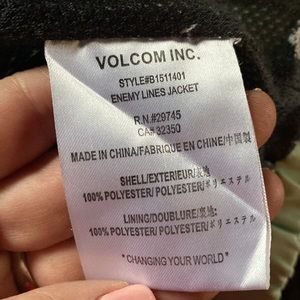 VOLCOM INC.
STYLE#B1511401
ENEMY LINES JACKET
R.N.#29745
CA# 32350
MADE IN CHINA/FABRIQUE EN CHINE/中国製
SHELL/EXTERIEUR/表地
100% POLYESTER/ POLYESTER/ポリエステル
LINING/DOUBLURE/裏地:
100% POLYESTER/ POLYESTER/ポリエステル
"CHANGING YOUR WORLD"